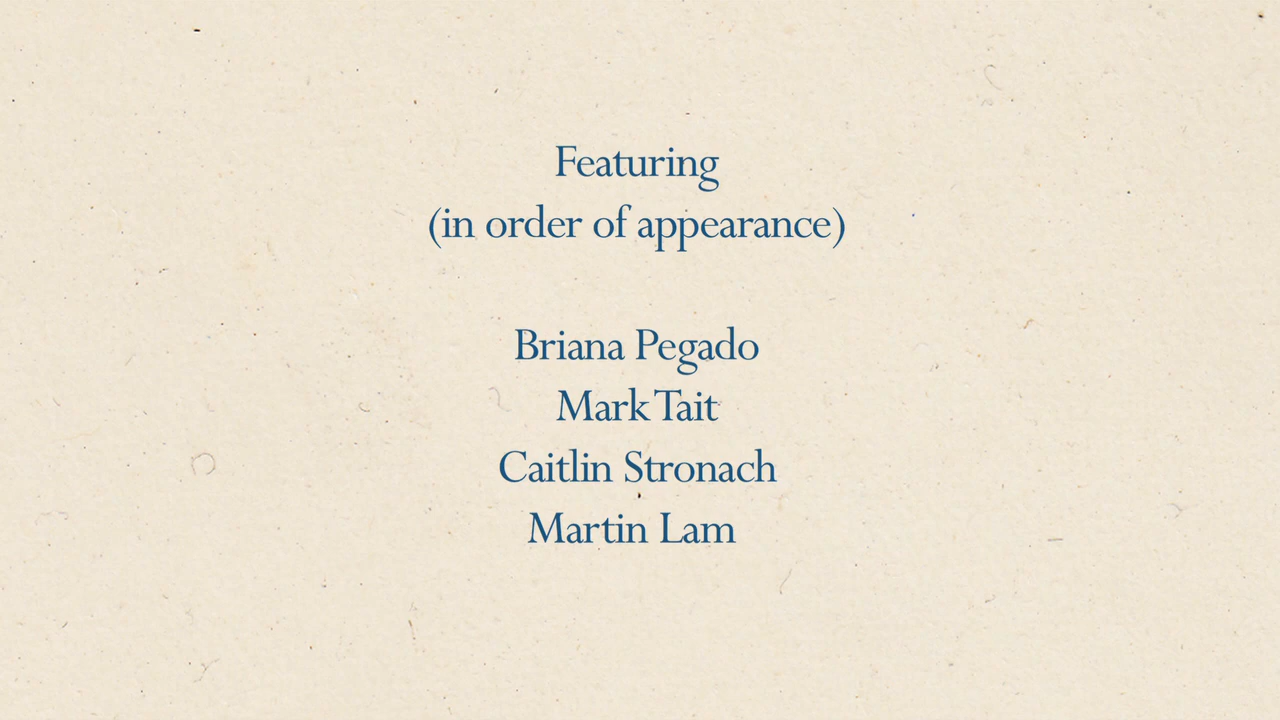 Featuring
(in order of appearance)
Briana Pegado
Mark Tait
Caitlin Stronach
Martin Lam